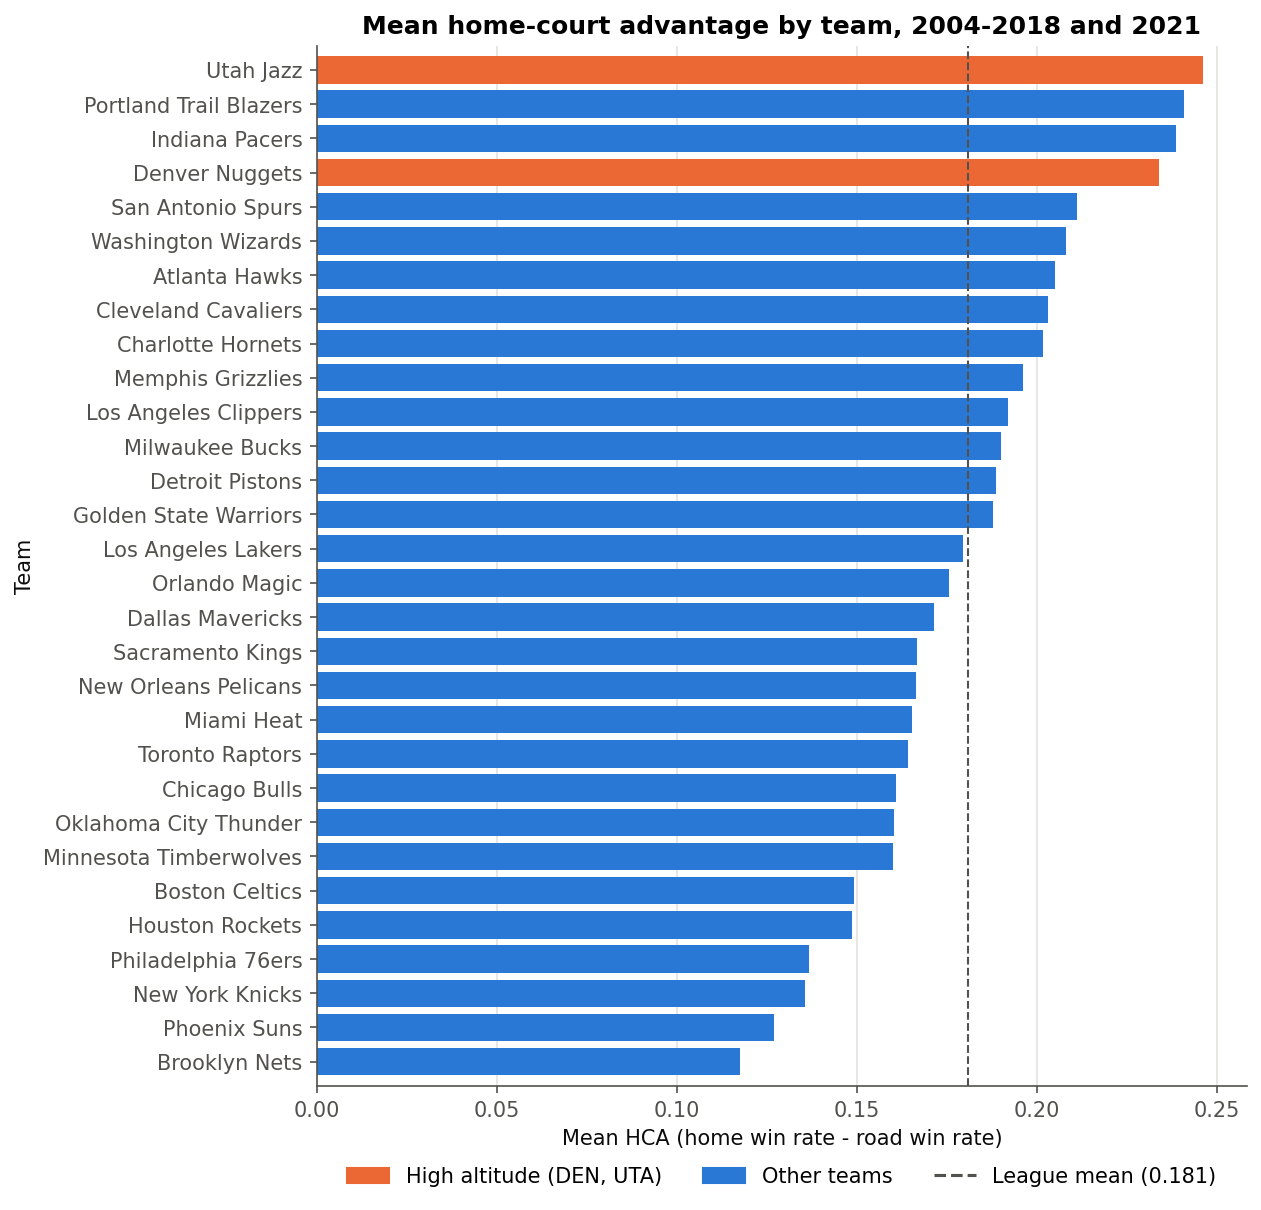 Mean home-court advantage by team, 2004-2018 and 2021
Utah Jazz
Portland Trail Blazers
Indiana Pacers
Denver Nuggets
San Antonio Spurs
Washington Wizards
Atlanta Hawks
Cleveland Cavaliers
Charlotte Hornets
Memphis Grizzlies
Los Angeles Clippers
Milwaukee Bucks
Detroit Pistons
Golden State Warriors
Los Angeles Lakers
Orlando Magic
Dallas Mavericks
Sacramento Kings
New Orleans Pelicans
Miami Heat
Toronto Raptors
Chicago Bulls
Oklahoma City Thunder
Minnesota Timberwolves
Boston Celtics
Houston Rockets
Philadelphia 76ers
New York Knicks
Phoenix Suns
Brooklyn Nets
Team
0.00 0.05 0.10 0.15 0.20 0.25
Mean HCA (home win rate - road win rate)
High altitude (DEN, UTA) Other teams League mean (0.181)